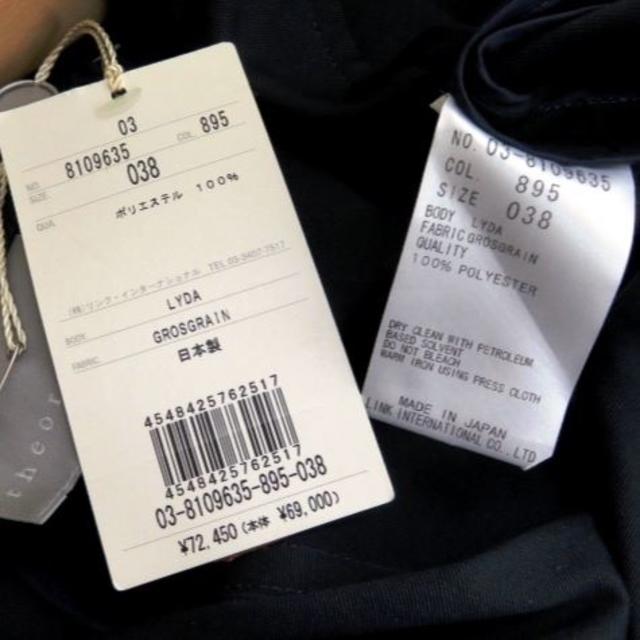 03
NO. 8109635 COL. 895
SIZE 038
QUA.
ポリエステル 100%
(株)リンク・インターナショナル TEL 03-3407-7517
LYDA
BODY
GROSGRAIN
FABRIC
日本製
4548425762517
4548425762517
03-8109635-895-038
¥72,450(本体 ¥69,000)
theor
NO. 03-8109635
COL 895
SIZE 038
BODY LYDA
FABRIC GROSGRAIN
QUALITY
100% POLYESTER
DRY CLEAN WITH PETROLEUM
BASED SOLVENT
DO NOT BLEACH
WARM IRON USING PRESS CLOTH
MADE IN JAPAN
LINK INTERNATIONAL CO., LTD